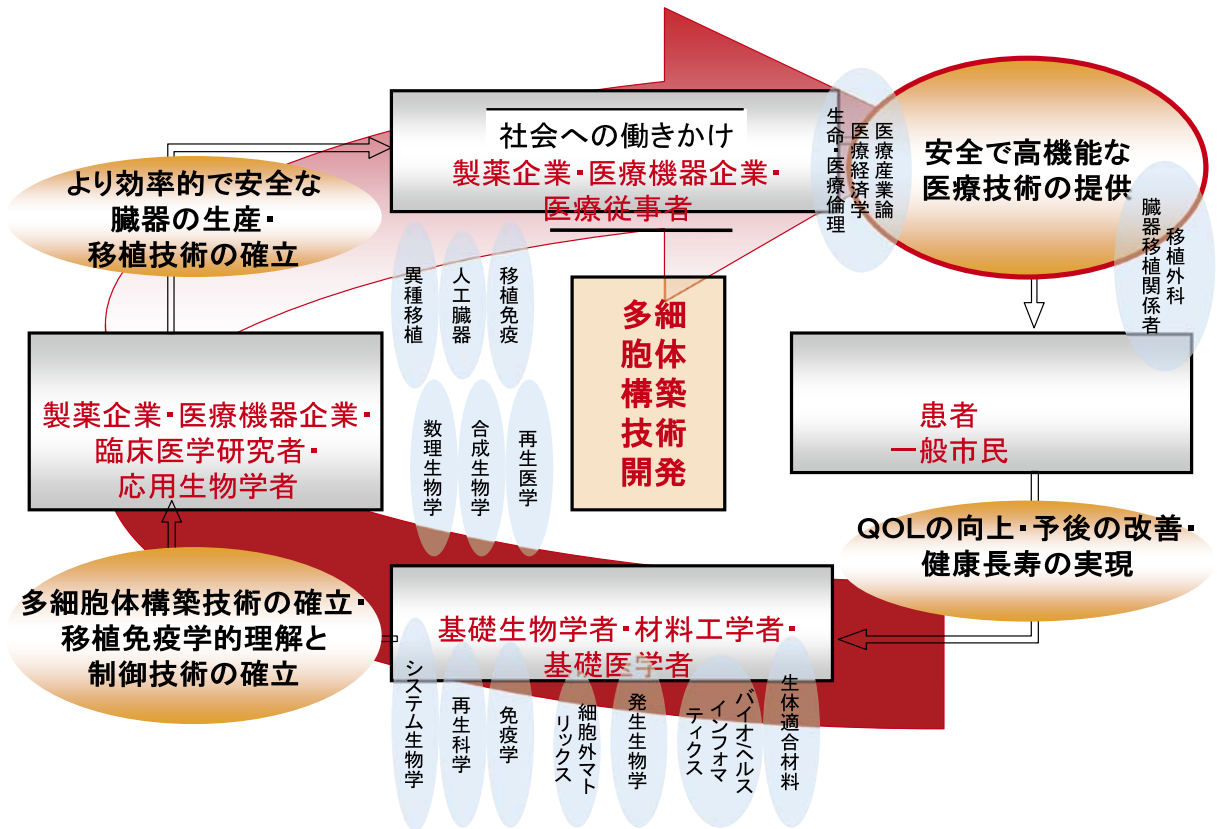 社会への働きかけ
製薬企業・医療機器企業・
医療従事者
生命・医療倫理
医療経済学
医療産業論
安全で高機能な
医療技術の提供
より効率的で安全な
臓器の生産・
移植技術の確立
臓器移植関係者
移植外科
異種移植
人工臓器
移植免疫
多細
胞体
構築
技術
開発
製薬企業・医療機器企業・
臨床医学研究者・
応用生物学者
患者
一般市民
数理生物学
合成生物学
再生医学
QOLの向上・予後の改善・
健康長寿の実現
多細胞体構築技術の確立・
移植免疫学的理解と
制御技術の確立
基礎生物学者・材料工学者・
基礎医学者
システム生物学
再生科学
免疫学
細胞外マト
リックス
発生生物学
バイオ/ヘルス
インフォマ
ティクス
生体適合材料